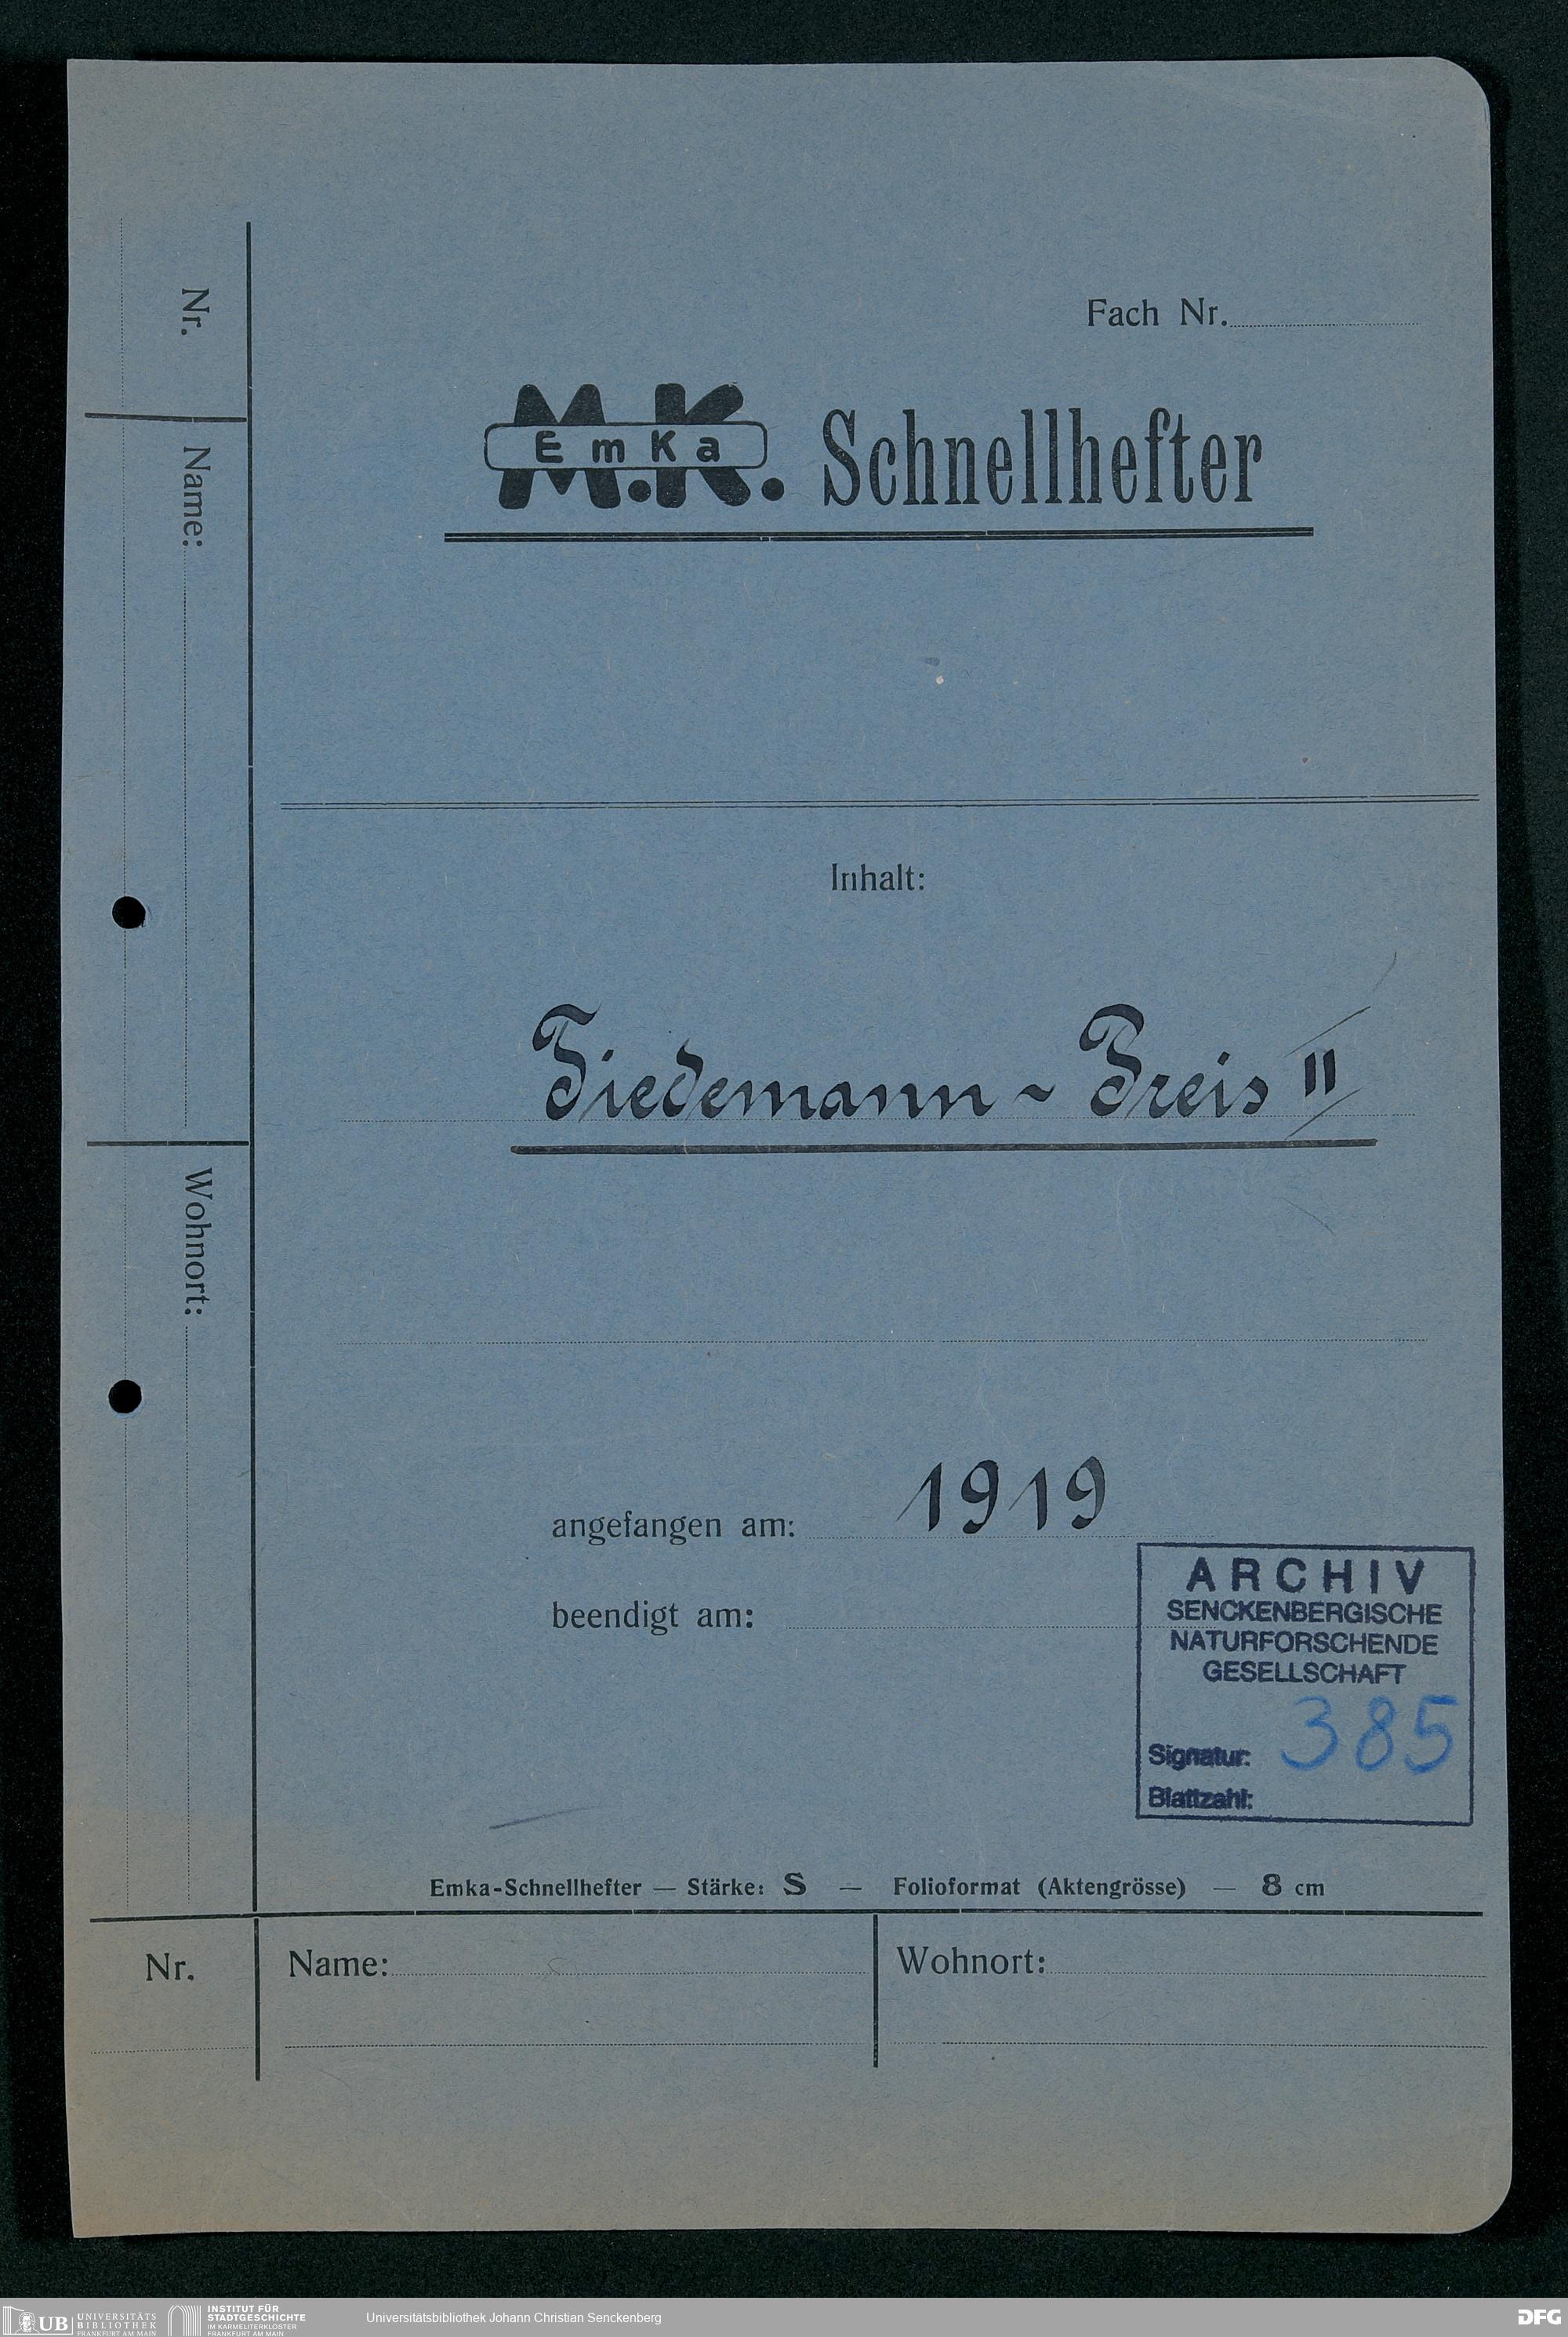 Fach Nr.
M.K.
EmKa
Schnellhefter
Inhalt:
Tiedemann ~ Preis II
angefangen am: 1919
beendigt am:
ARCHIV
SENCKENBERGISCHE
NATURFORSCHENDE
GESELLSCHAFT
Signatur: 385
Blattzahl:
Emka-Schnellhefter — Stärke: S — Folioformat (Aktengrösse) — 8 cm
Nr.
Name:
Wohnort:
Nr.
Name:
Wohnort:
UB UNIVERSITÄTS
BIBLIOTHEK
FRANKFURT AM MAIN
INSTITUT FÜR
STADTGESCHICHTE
IM KARMELITERKLOSTER
FRANKFURT AM MAIN
Universitätsbibliothek Johann Christian Senckenberg
DFG